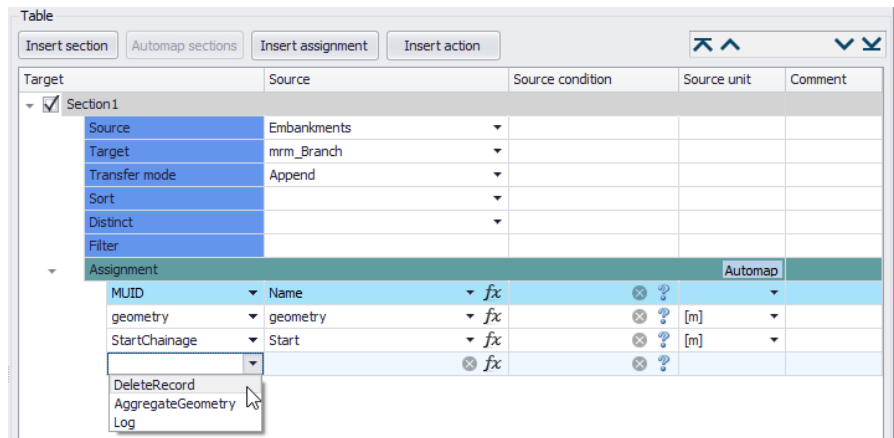 Table
Insert section Automap sections Insert assignment Insert action
Target Source Source condition Source unit Comment
Section1
Source Embankments
Target mrm_Branch
Transfer mode Append
Sort
Distinct
Filter
Assignment Automap
MUID Name fx ?
geometry geometry fx ? [m]
StartChainage Start fx ? [m]
fx ?
DeleteRecord
AggregateGeometry
Log